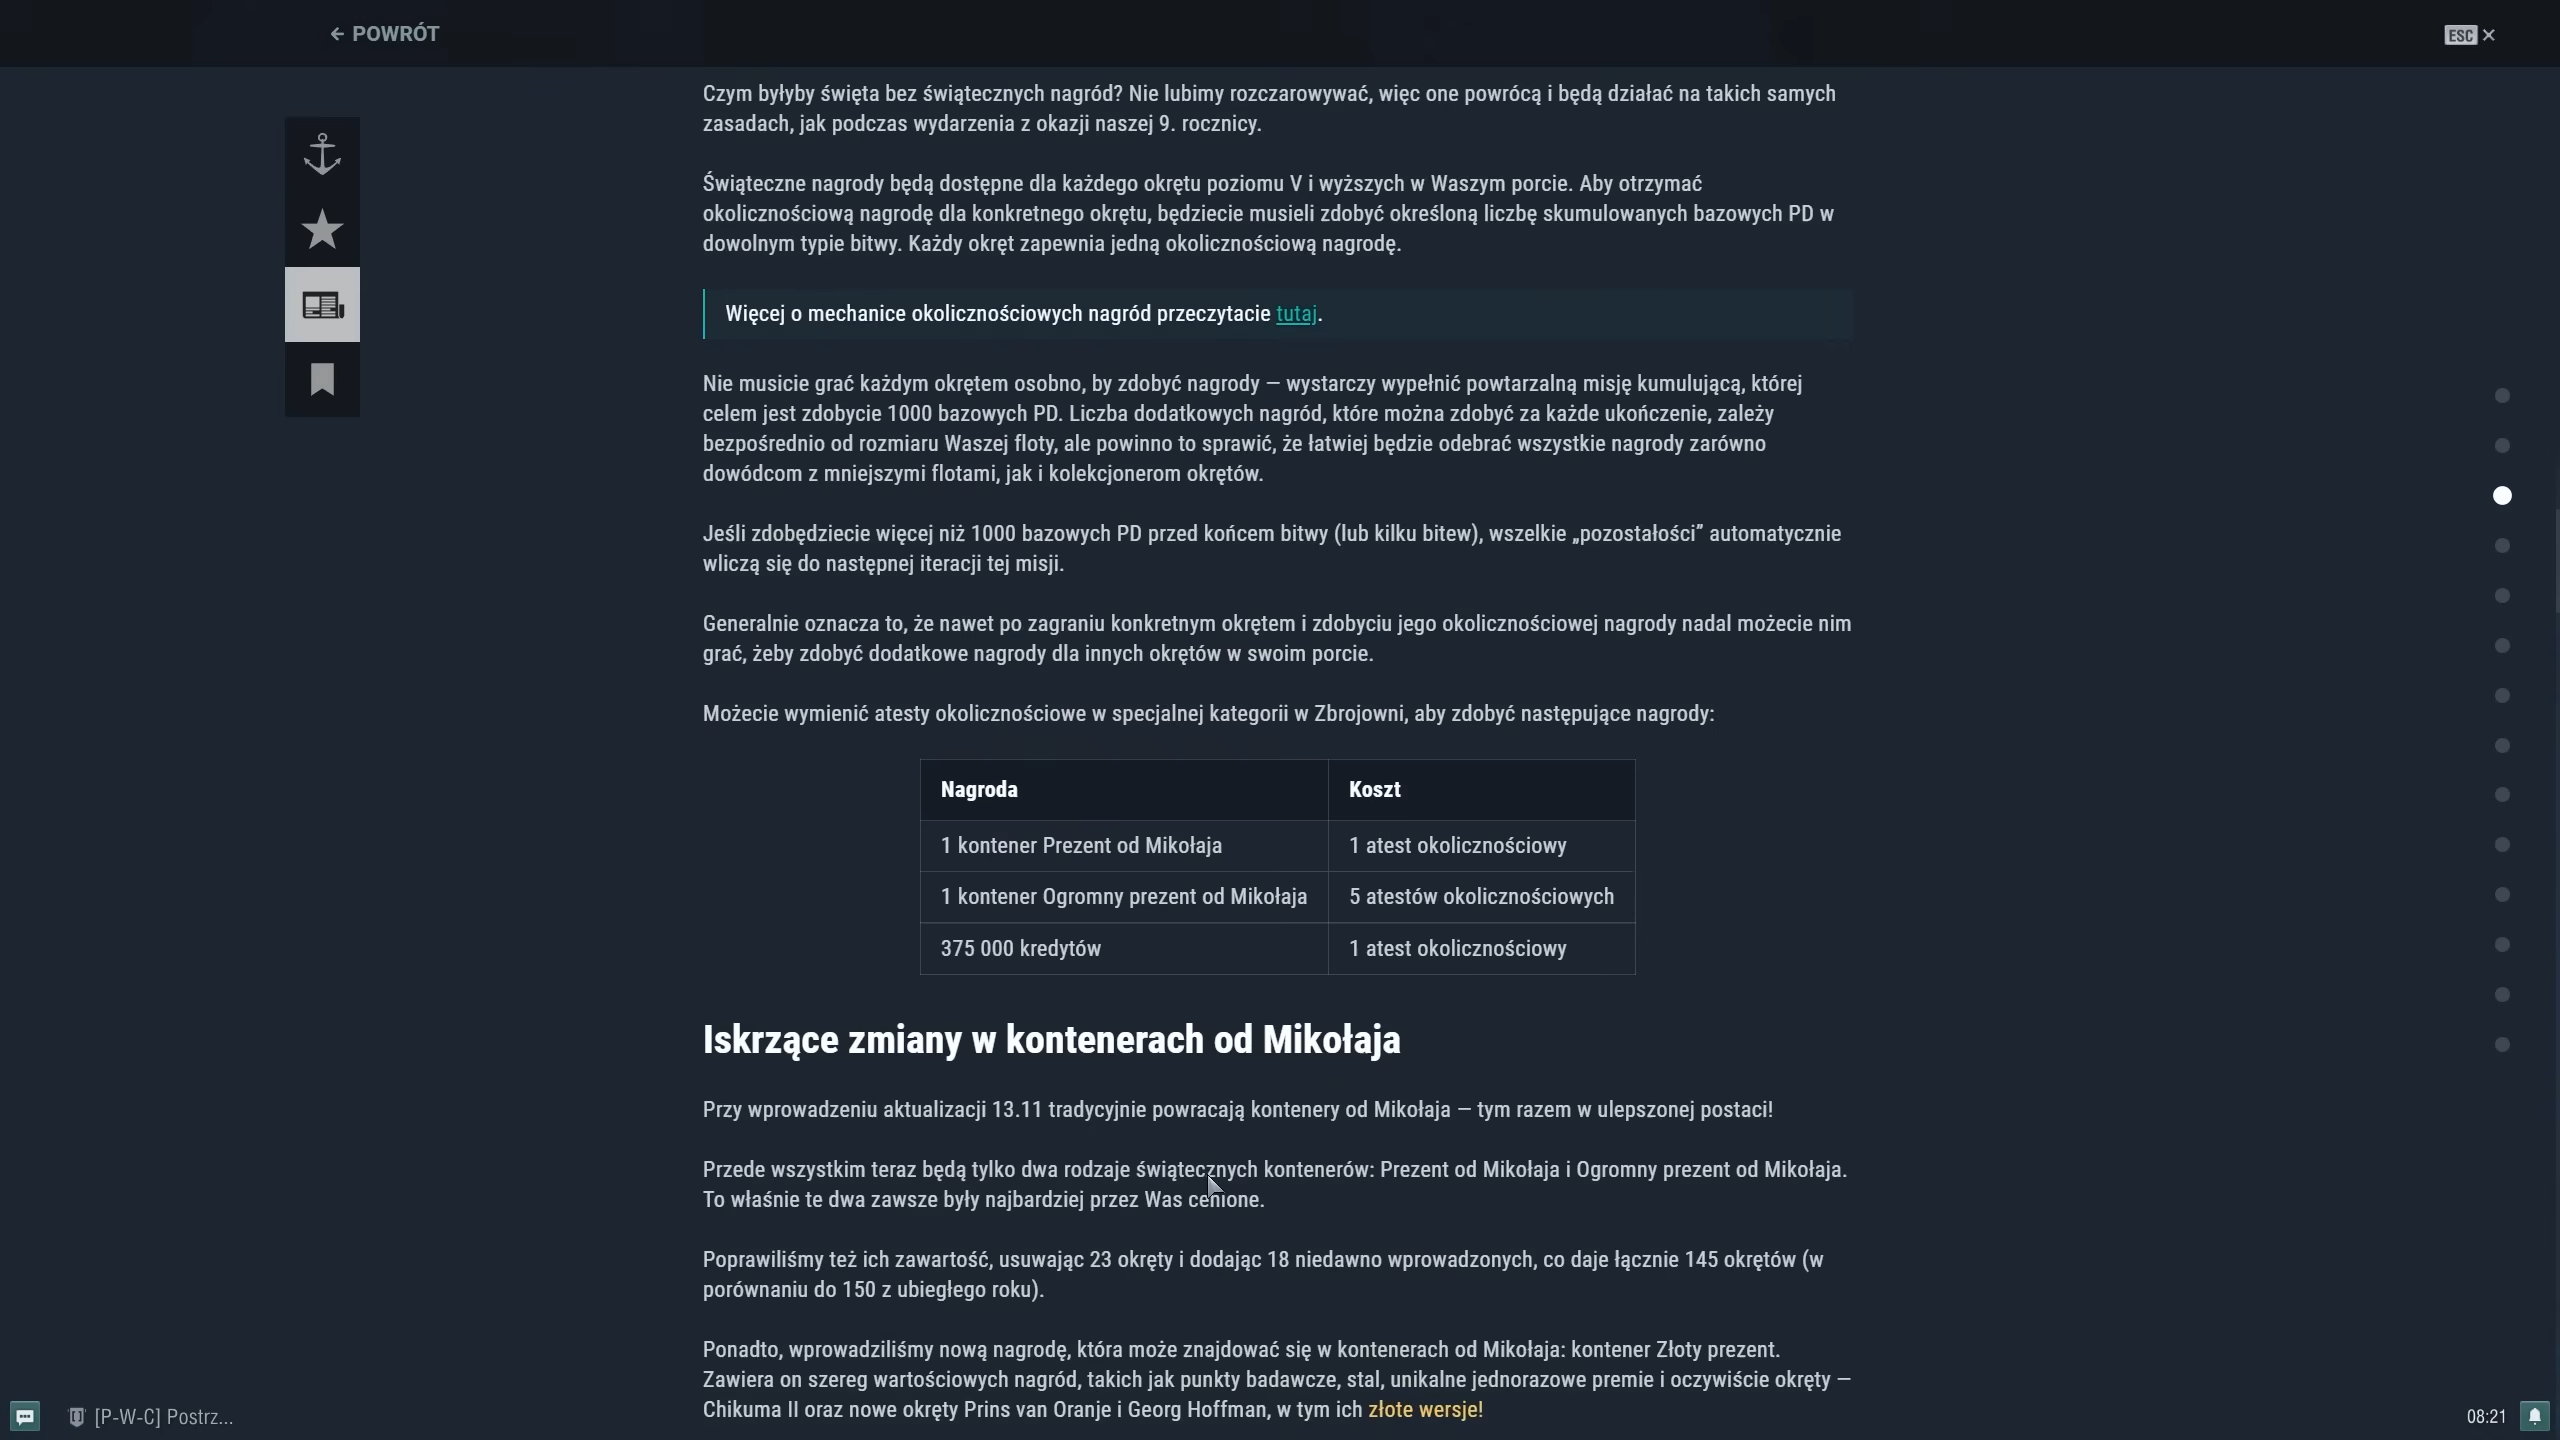 POWRÓT
ESC
Czym byłyby święta bez świątecznych nagród? Nie lubimy rozczarowywać, więc one powrócą i będą działać na takich samych
zasadach, jak podczas wydarzenia z okazji naszej 9. rocznicy.
Świąteczne nagrody będą dostępne dla każdego okrętu poziomu V i wyższych w Waszym porcie. Aby otrzymać
okolicznościową nagrodę dla konkretnego okrętu, będziecie musieli zdobyć określoną liczbę skumulowanych bazowych PD w
dowolnym typie bitwy. Każdy okręt zapewnia jedną okolicznościową nagrodę.
Więcej o mechanice okolicznościowych nagród przeczytacie tutaj.
Nie musicie grać każdym okrętem osobno, by zdobyć nagrody — wystarczy wypełnić powtarzalną misję kumulującą, której
celem jest zdobycie 1000 bazowych PD. Liczba dodatkowych nagród, które można zdobyć za każde ukończenie, zależy
bezpośrednio od rozmiaru Waszej floty, ale powinno to sprawić, że łatwiej będzie odebrać wszystkie nagrody zarówno
dowódcom z mniejszymi flotami, jak i kolekcjonerom okrętów.
Jeśli zdobędziecie więcej niż 1000 bazowych PD przed końcem bitwy (lub kilku bitew), wszelkie „pozostałości” automatycznie
wliczą się do następnej iteracji tej misji.
Generalnie oznacza to, że nawet po zagraniu konkretnym okrętem i zdobyciu jego okolicznościowej nagrody nadal możecie nim
grać, żeby zdobyć dodatkowe nagrody dla innych okrętów w swoim porcie.
Możecie wymienić atesty okolicznościowe w specjalnej kategorii w Zbrojowni, aby zdobyć następujące nagrody:
Nagroda Koszt
1 kontener Prezent od Mikołaja 1 atest okolicznościowy
1 kontener Ogromny prezent od Mikołaja 5 atestów okolicznościowych
375 000 kredytów 1 atest okolicznościowy
Iskrzące zmiany w kontenerach od Mikołaja
Przy wprowadzeniu aktualizacji 13.11 tradycyjnie powracają kontenery od Mikołaja — tym razem w ulepszonej postaci!
Przede wszystkim teraz będą tylko dwa rodzaje świątecznych kontenerów: Prezent od Mikołaja i Ogromny prezent od Mikołaja.
To właśnie te dwa zawsze były najbardziej przez Was cenione.
Poprawiliśmy też ich zawartość, usuwając 23 okręty i dodając 18 niedawno wprowadzonych, co daje łącznie 145 okrętów (w
porównaniu do 150 z ubiegłego roku).
Ponadto, wprowadziliśmy nową nagrodę, która może znajdować się w kontenerach od Mikołaja: kontener Złoty prezent.
Zawiera on szereg wartościowych nagród, takich jak punkty badawcze, stal, unikalne jednorazowe premie i oczywiście okręty —
Chikuma II oraz nowe okręty Prins van Oranje i Georg Hoffman, w tym ich złote wersje!
[P-W-C] Postrz...
08:21